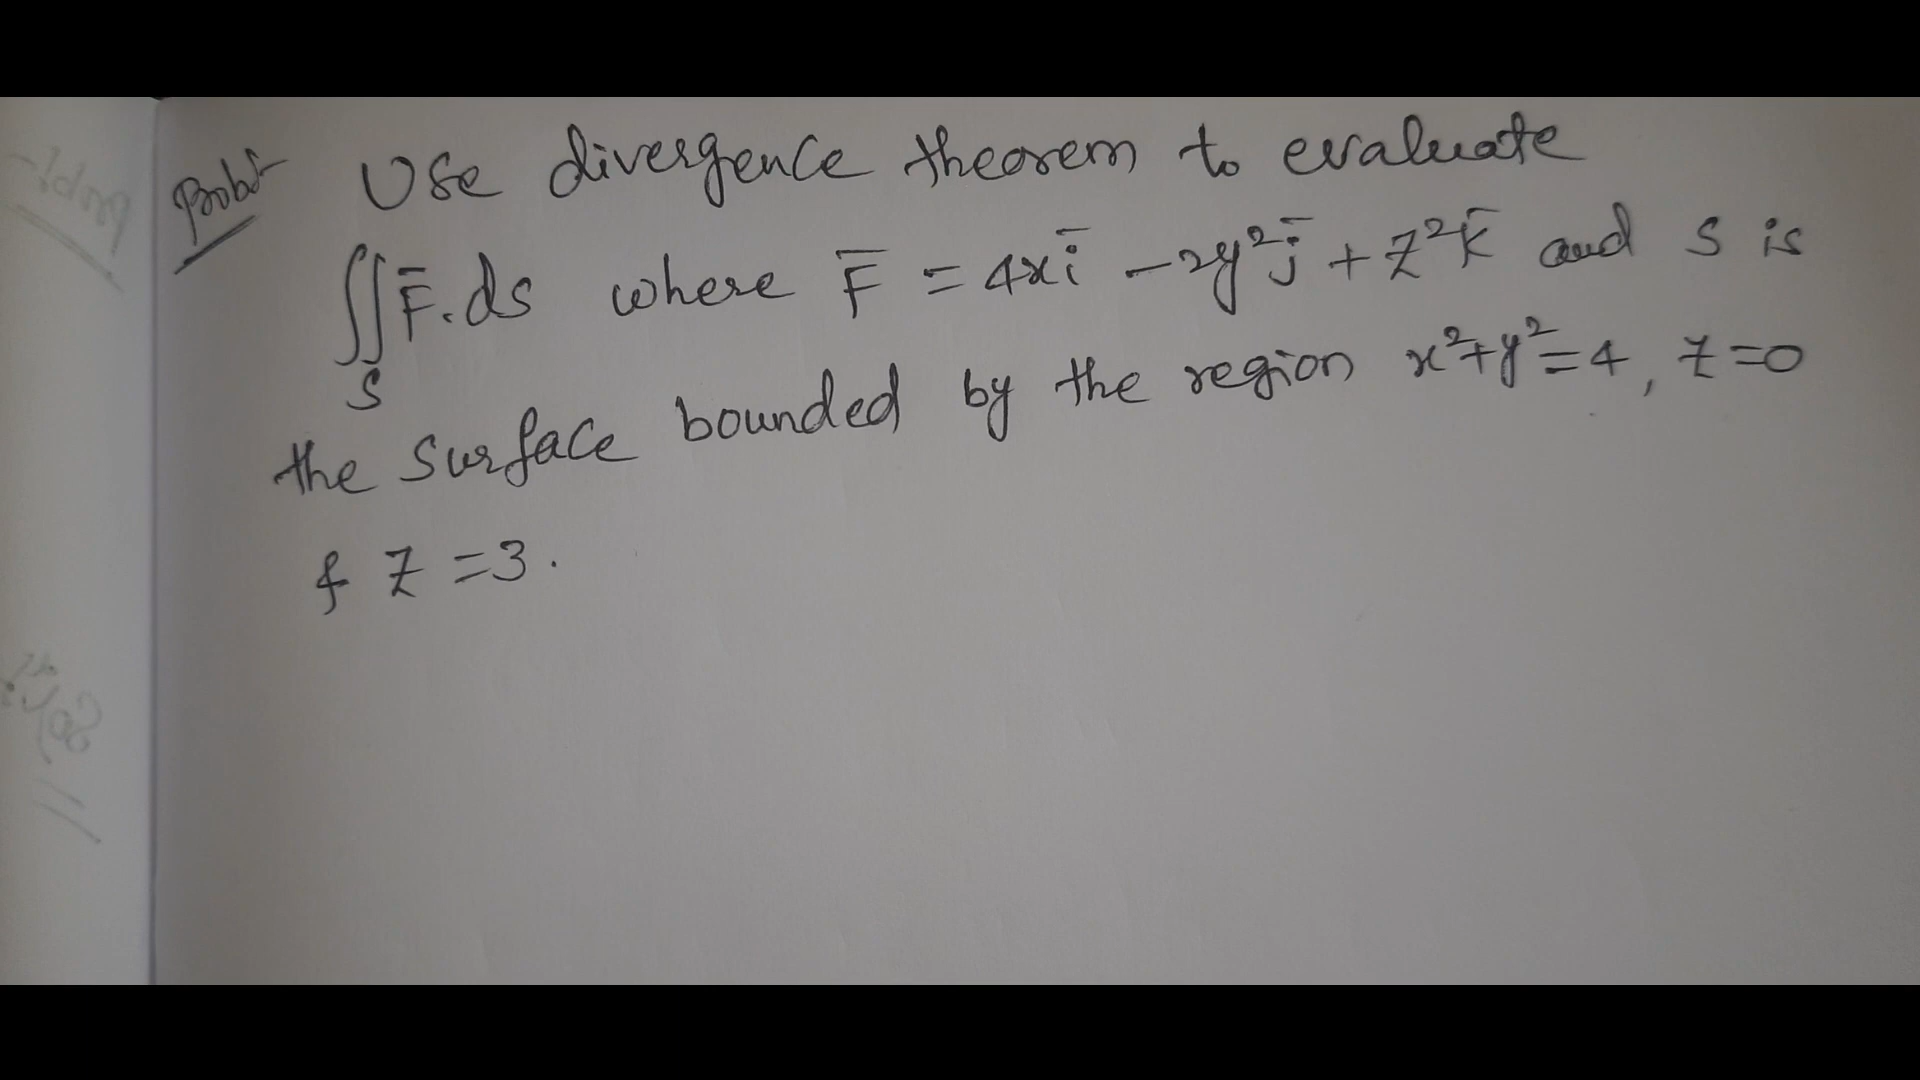 Prob:- Use divergence theorem to evaluate
∬_S F̄.ds where F̄ = 4xī - 2y²j̄ + z²k̄ and S is
the surface bounded by the region x²+y²=4, z=0
& z=3.